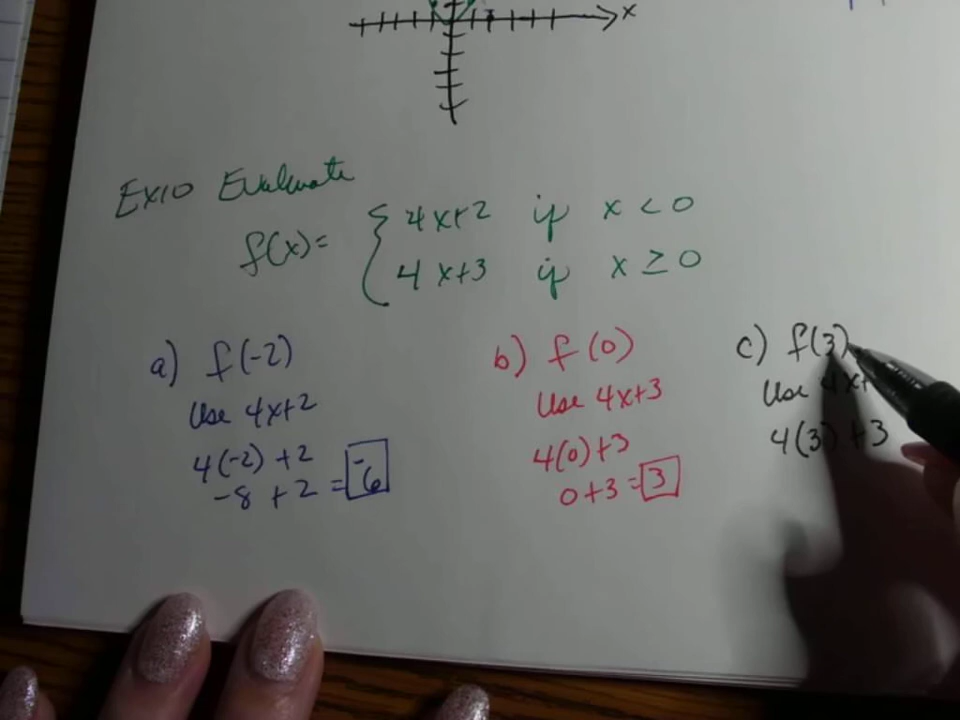 x
Ex10 Evaluate
f(x)= { 4x+2 if x < 0
4x+3 if x ≥ 0
a) f(-2)
Use 4x+2
4(-2) +2
-8 +2 = -6
b) f(0)
Use 4x+3
4(0)+3
0+3=3
c) f(3)
Use 4x+
4(3)+3